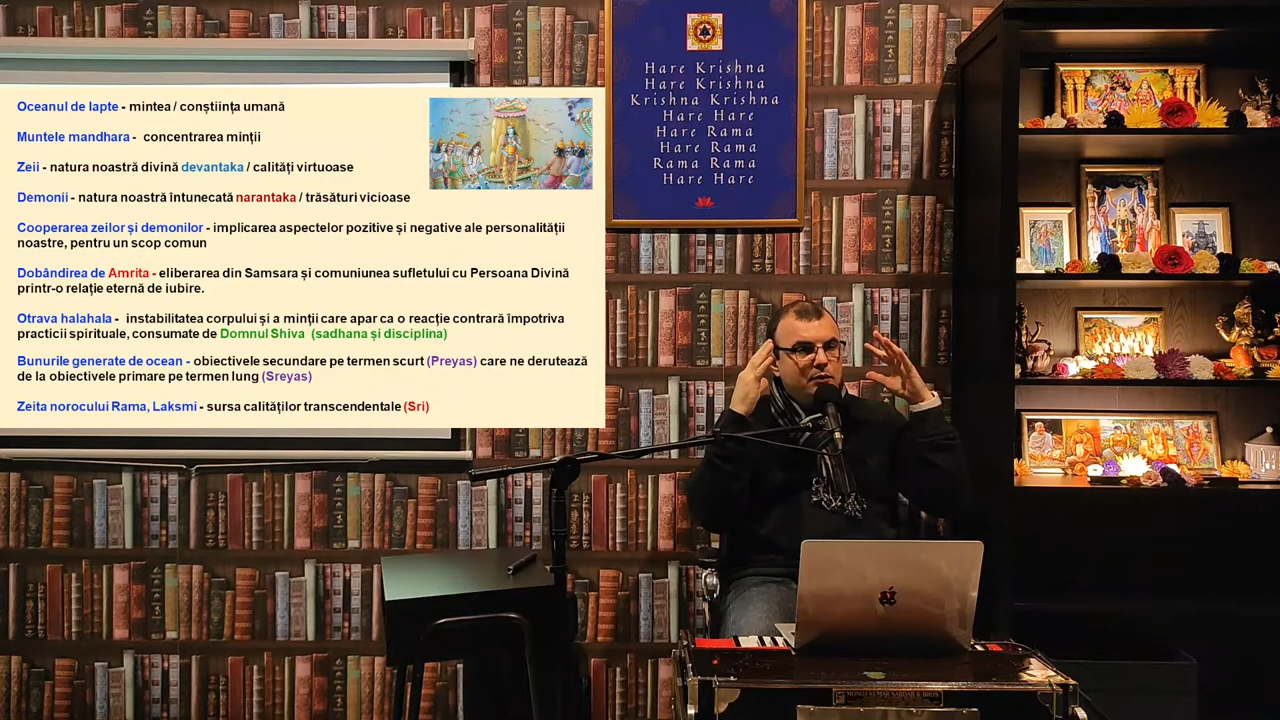 Oceanul de lapte - mintea / conștiința umană
Muntele mandhara - concentrarea minții
Zeii - natura noastră divină devantaka / calități virtuoase
Demonii - natura noastră întunecată narantaka / trăsături vicioase
Cooperarea zeilor și demonilor - implicarea aspectelor pozitive și negative ale personalității
noastre, pentru un scop comun
Dobândirea de Amrita - eliberarea din Samsara și comuniunea sufletului cu Persoana Divină
printr-o relație eternă de iubire.
Otrava halahala - instabilitatea corpului și a minții care apar ca o reacție contrară împotriva
practicii spirituale, consumate de Domnul Shiva (sadhana și disciplina)
Bunurile generate de ocean - obiectivele secundare pe termen scurt (Preyas) care ne derutează
de la obiectivele primare pe termen lung (Sreyas)
Zeita norocului Rama, Laksmi - sursa calităților transcendentale (Sri)
Hare Krishna
Hare Krishna
Krishna Krishna
Hare Hare
Hare Rama
Hare Rama
Rama Rama
Hare Hare
MONOJ KUMAR SARDAR & BROS.